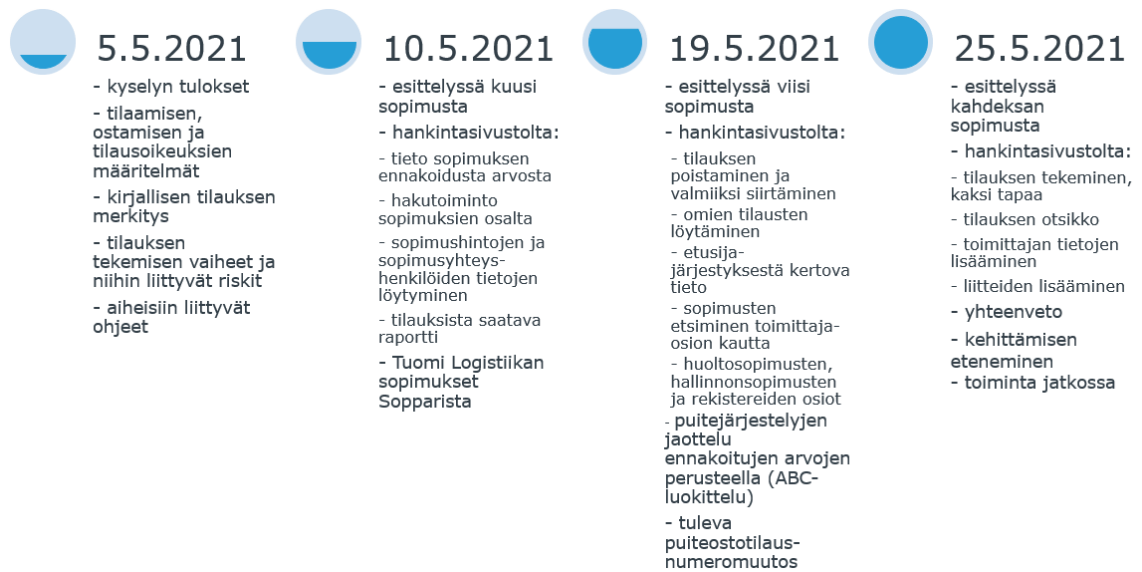 5.5.2021
- kyselyn tulokset
- tilaamisen,
ostamisen ja
tilausoikeuksien
määritelmät
- kirjallisen tilauksen
merkitys
- tilauksen
tekemisen vaiheet ja
niihin liittyvät riskit
- aiheisiin liittyvät
ohjeet
10.5.2021
- esittelyssä kuusi
sopimusta
- hankintasivustolta:
- tieto sopimuksen
ennakoidusta arvosta
- hakutoiminto
sopimuksien osalta
- sopimushintojen ja
sopimusyhteys-
henkilöiden tietojen
löytyminen
- tilauksista saatava
raportti
- Tuomi Logistiikan
sopimukset
Sopparista
19.5.2021
- esittelyssä viisi
sopimusta
- hankintasivustolta:
- tilauksen
poistaminen ja
valmiiksi siirtäminen
- omien tilausten
löytäminen
- etusija-
järjestyksestä kertova
tieto
- sopimusten
etsiminen toimittaja-
osion kautta
- huoltosopimusten,
hallinnonsopimusten
ja rekistereiden osiot
- puitejärjestelyjen
jaottelu
ennakoitujen arvojen
perusteella (ABC-
luokittelu)
- tuleva
puiteostotilaus-
numeromuutos
25.5.2021
- esittelyssä
kahdeksan
sopimusta
- hankintasivustolta:
- tilauksen tekeminen,
kaksi tapaa
- tilauksen otsikko
- toimittajan tietojen
lisääminen
- liitteiden lisääminen
- yhteenveto
- kehittämisen
eteneminen
- toiminta jatkossa